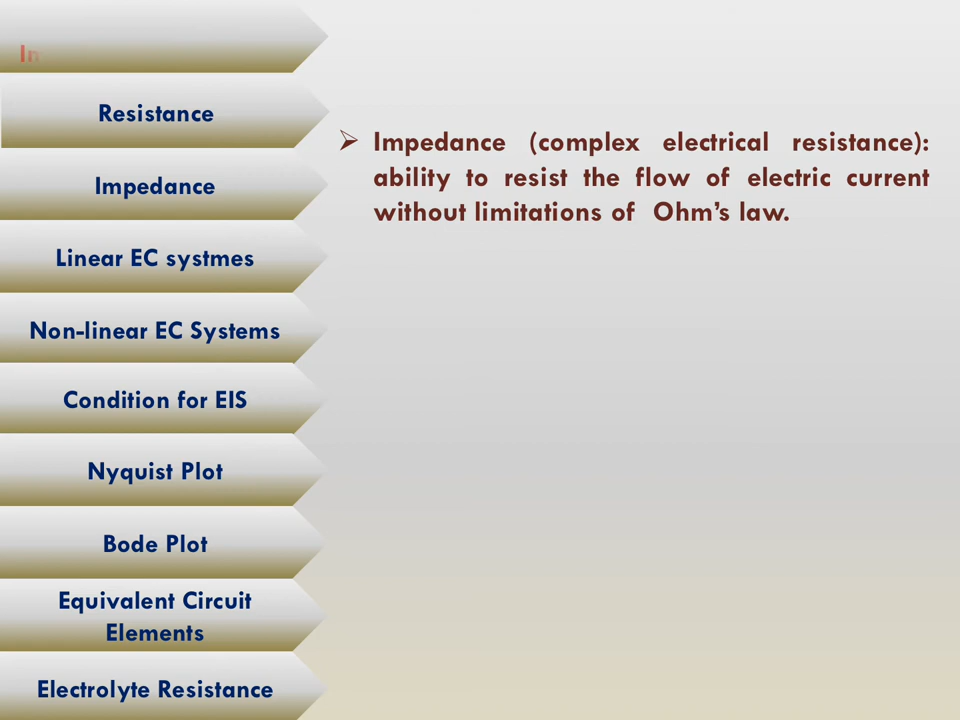 Resistance
Impedance
Linear EC systmes
Non-linear EC Systems
Condition for EIS
Nyquist Plot
Bode Plot
Equivalent Circuit
Elements
Electrolyte Resistance
➢ Impedance (complex electrical resistance):
ability to resist the flow of electric current
without limitations of Ohm’s law.